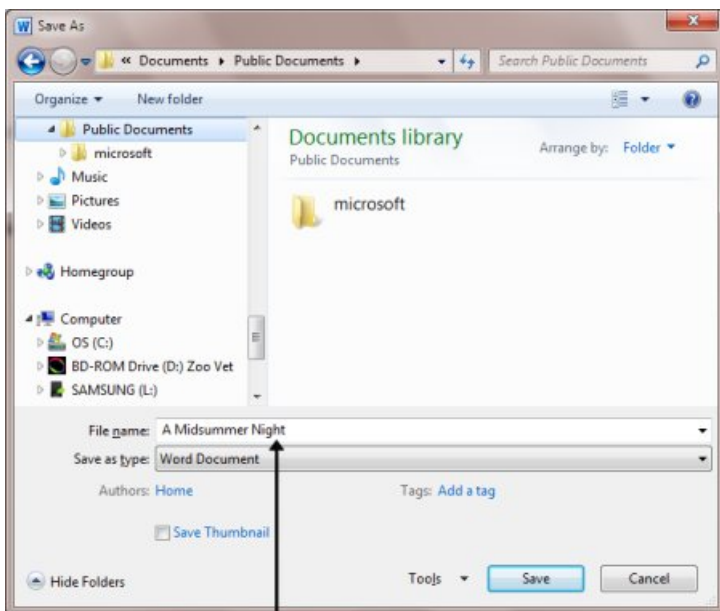 Save As
« Documents Public Documents Search Public Documents
Organize New folder
Public Documents
microsoft
Music
Pictures
Videos
Homegroup
Computer
OS (C:)
BD-ROM Drive (D:) Zoo Vet
SAMSUNG (L:)
Documents library
Public Documents
Arrange by: Folder
microsoft
File name: A Midsummer Night
Save as type: Word Document
Authors: Home Tags: Add a tag
Save Thumbnail
Hide Folders Tools Save Cancel